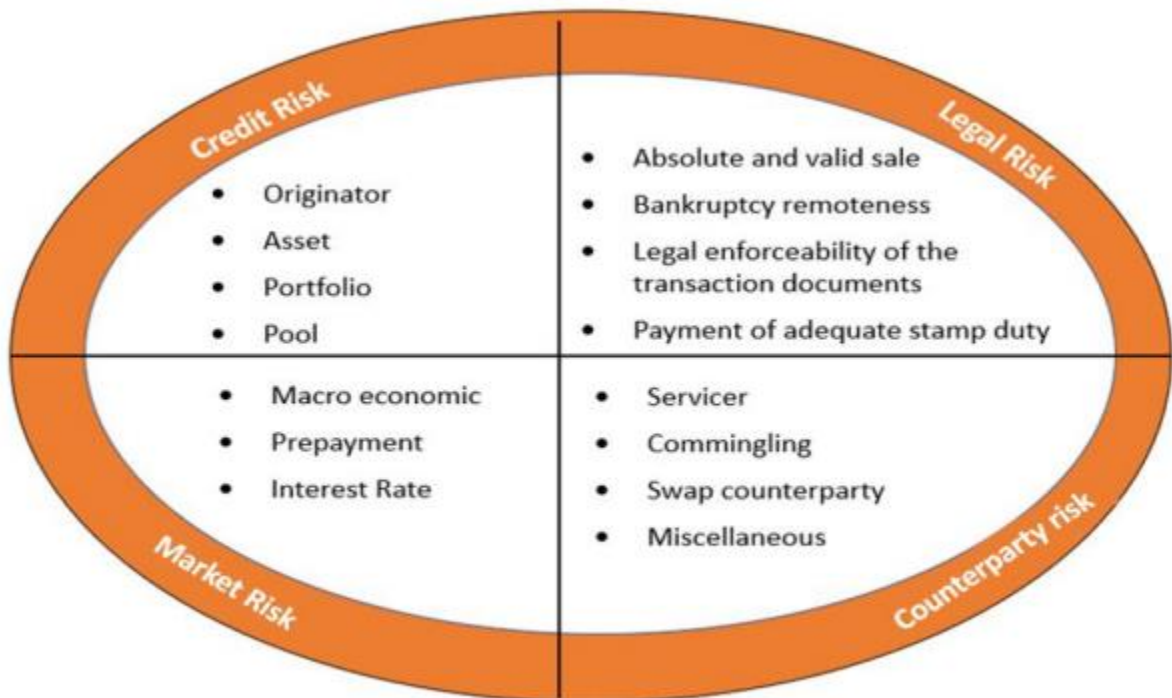 Credit Risk
• Originator
• Asset
• Portfolio
• Pool
Legal Risk
• Absolute and valid sale
• Bankruptcy remoteness
• Legal enforceability of the
transaction documents
• Payment of adequate stamp duty
• Macro economic
• Prepayment
• Interest Rate
Market Risk
• Servicer
• Commingling
• Swap counterparty
• Miscellaneous
Counterparty risk